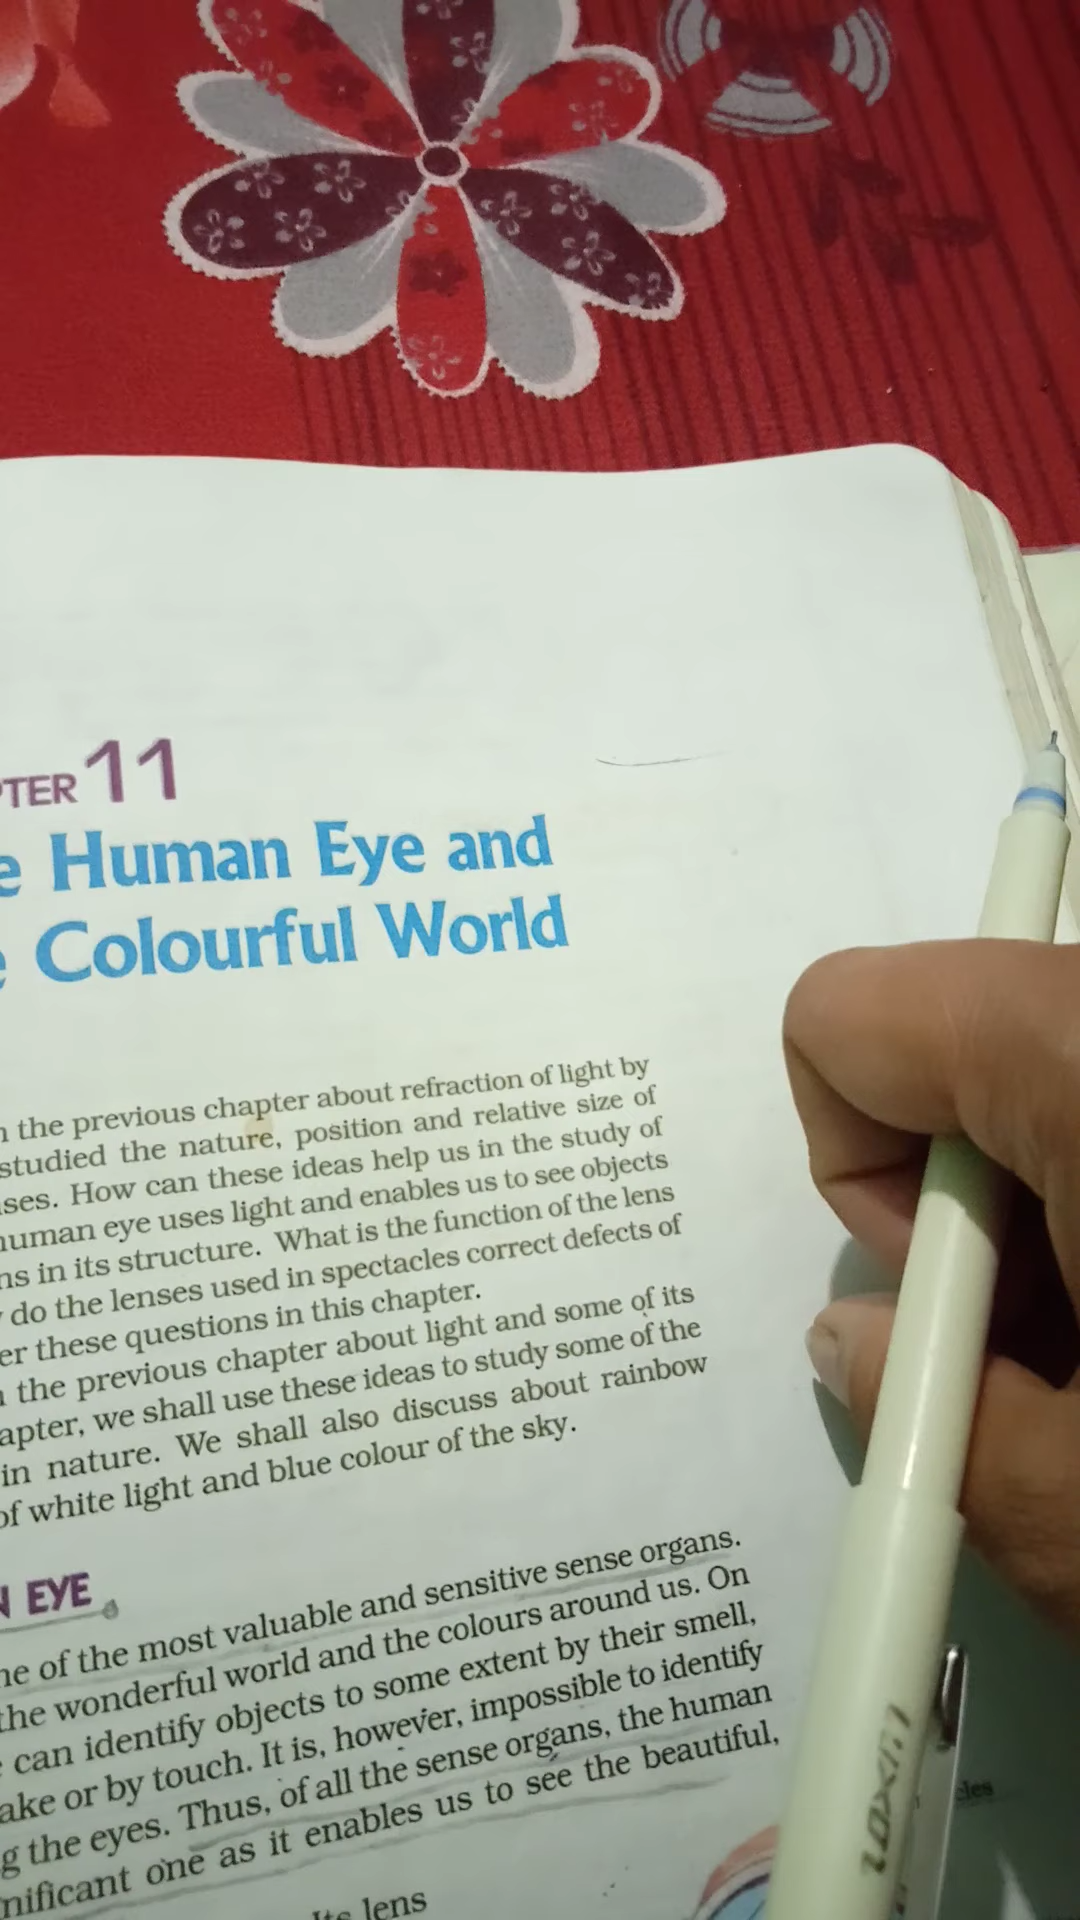 PTER 11
e Human Eye and
e Colourful World
n the previous chapter about refraction of light by
studied the nature, position and relative size of
ses. How can these ideas help us in the study of
human eye uses light and enables us to see objects
ns in its structure. What is the function of the lens
do the lenses used in spectacles correct defects of
er these questions in this chapter.
the previous chapter about light and some of its
apter, we shall use these ideas to study some of the
in nature. We shall also discuss about rainbow
of white light and blue colour of the sky.
N EYE
ne of the most valuable and sensitive sense organs.
the wonderful world and the colours around us. On
can identify objects to some extent by their smell,
ake or by touch. It is, however, impossible to identify
g the eyes. Thus, of all the sense organs, the human
nificant one as it enables us to see the beautiful,
Its lens
cles